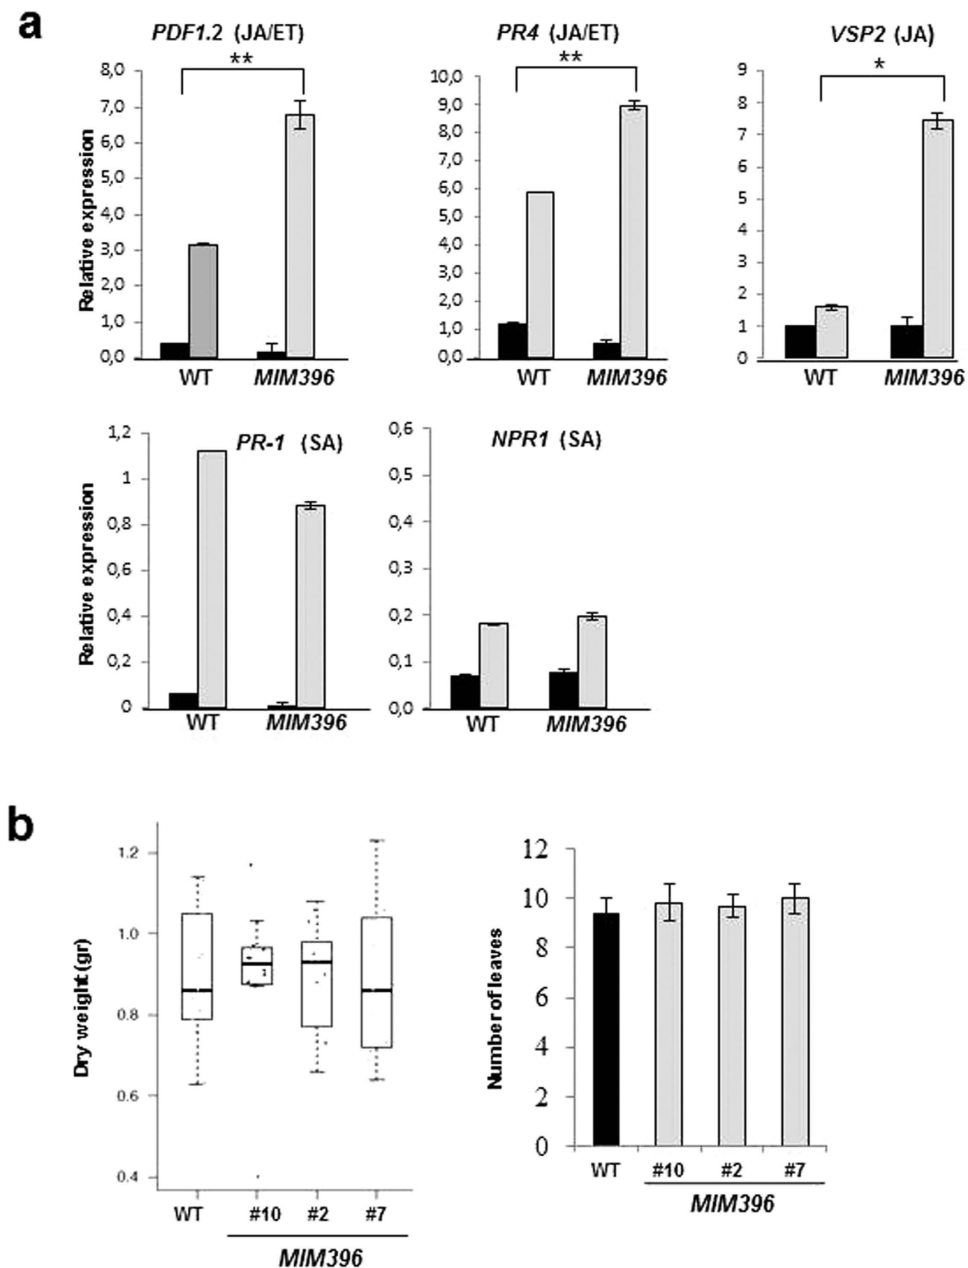 a
PDF1.2 (JA/ET)
**
8,0
7,0
6,0
5,0
4,0
3,0
2,0
1,0
0,0
Relative expression
WT
MIM396
PR4 (JA/ET)
**
10,0
9,0
8,0
7,0
6,0
5,0
4,0
3,0
2,0
1,0
0,0
WT
MIM396
VSP2 (JA)
*
9
8
7
6
5
4
3
2
1
0
WT
MIM396
PR-1 (SA)
1,2
1
0,8
0,6
0,4
0,2
0
Relative expression
WT
MIM396
NPR1 (SA)
0,6
0,5
0,4
0,3
0,2
0,1
0,0
WT
MIM396
b
1.2
1.0
0.8
0.6
0.4
Dry weight (gr)
WT
#10
#2
#7
MIM396
12
10
8
6
4
2
0
Number of leaves
WT
#10
#2
#7
MIM396